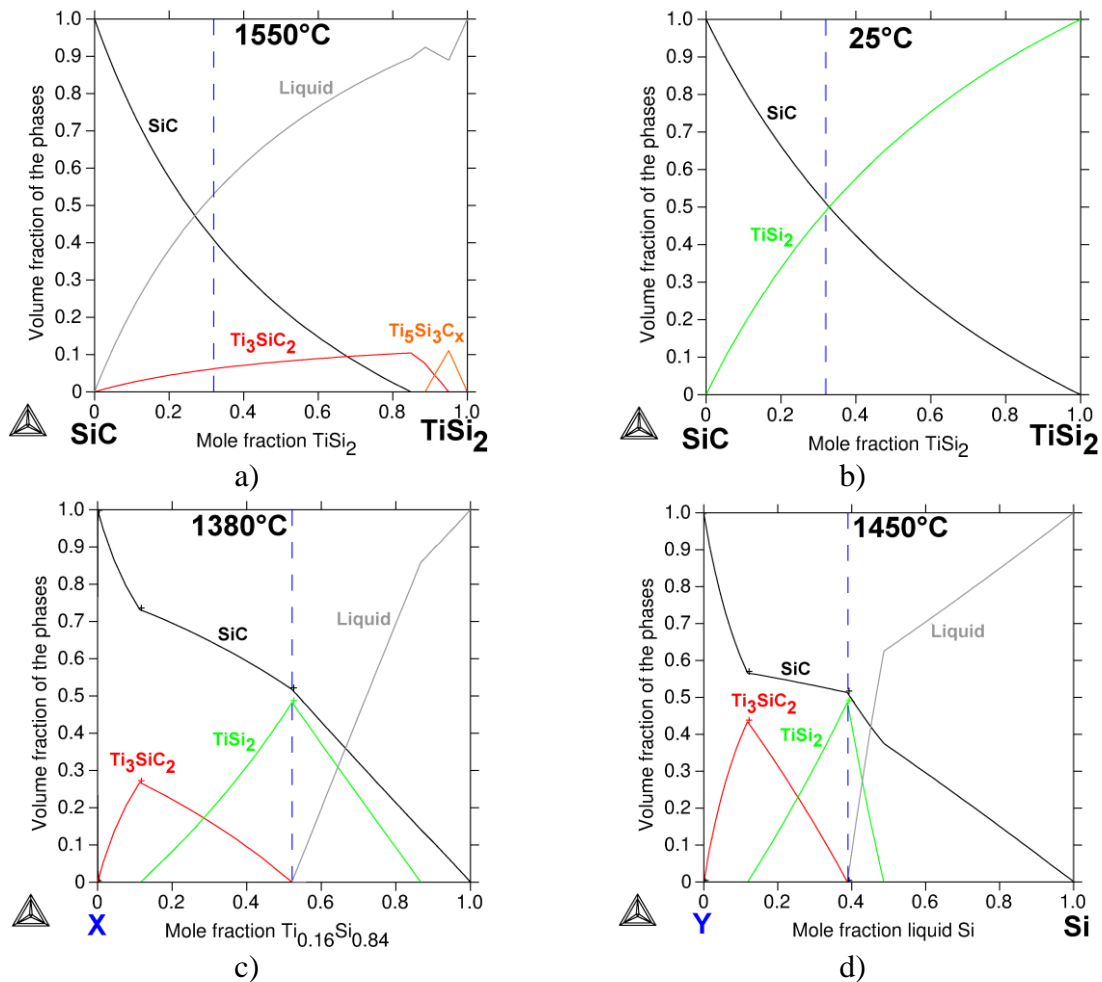 1550°C
Volume fraction of the phases
1.0
0.9
0.8
0.7
0.6
0.5
0.4
0.3
0.2
0.1
0
SiC
Liquid
Ti3SiC2
Ti5Si3Cx
0 0.2 0.4 0.6 0.8 1.0
SiC Mole fraction TiSi2 TiSi2
a)
25°C
Volume fraction of the phases
1.0
0.9
0.8
0.7
0.6
0.5
0.4
0.3
0.2
0.1
0
SiC
TiSi2
0 0.2 0.4 0.6 0.8 1.0
SiC Mole fraction TiSi2 TiSi2
b)
1380°C
Volume fraction of the phases
1.0
0.9
0.8
0.7
0.6
0.5
0.4
0.3
0.2
0.1
0
Liquid
SiC
TiSi2
Ti3SiC2
0 0.2 0.4 0.6 0.8 1.0
X Mole fraction Ti0.16Si0.84
c)
1450°C
Volume fraction of the phases
1.0
0.9
0.8
0.7
0.6
0.5
0.4
0.3
0.2
0.1
0
Liquid
SiC
Ti3SiC2
TiSi2
0 0.2 0.4 0.6 0.8 1.0
Y Mole fraction liquid Si Si
d)